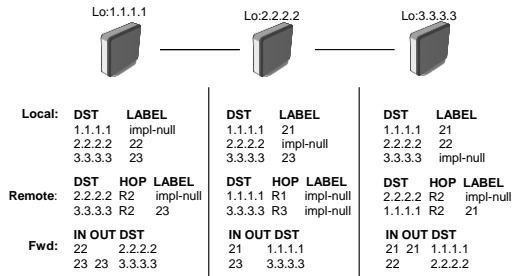 Lo:1.1.1.1 Lo:2.2.2.2 Lo:3.3.3.3
Local: DST LABEL DST LABEL DST LABEL
1.1.1.1 impl-null 1.1.1.1 21 1.1.1.1 21
2.2.2.2 22 2.2.2.2 impl-null 2.2.2.2 22
3.3.3.3 23 3.3.3.3 23 3.3.3.3 impl-null
Remote: DST HOP LABEL DST HOP LABEL DST HOP LABEL
2.2.2.2 R2 impl-null 1.1.1.1 R1 impl-null 2.2.2.2 R2 impl-null
3.3.3.3 R2 23 3.3.3.3 R3 impl-null 1.1.1.1 R2 21
Fwd: IN OUT DST IN OUT DST IN OUT DST
22 2.2.2.2 21 1.1.1.1 21 21 1.1.1.1
23 23 3.3.3.3 23 3.3.3.3 22 2.2.2.2